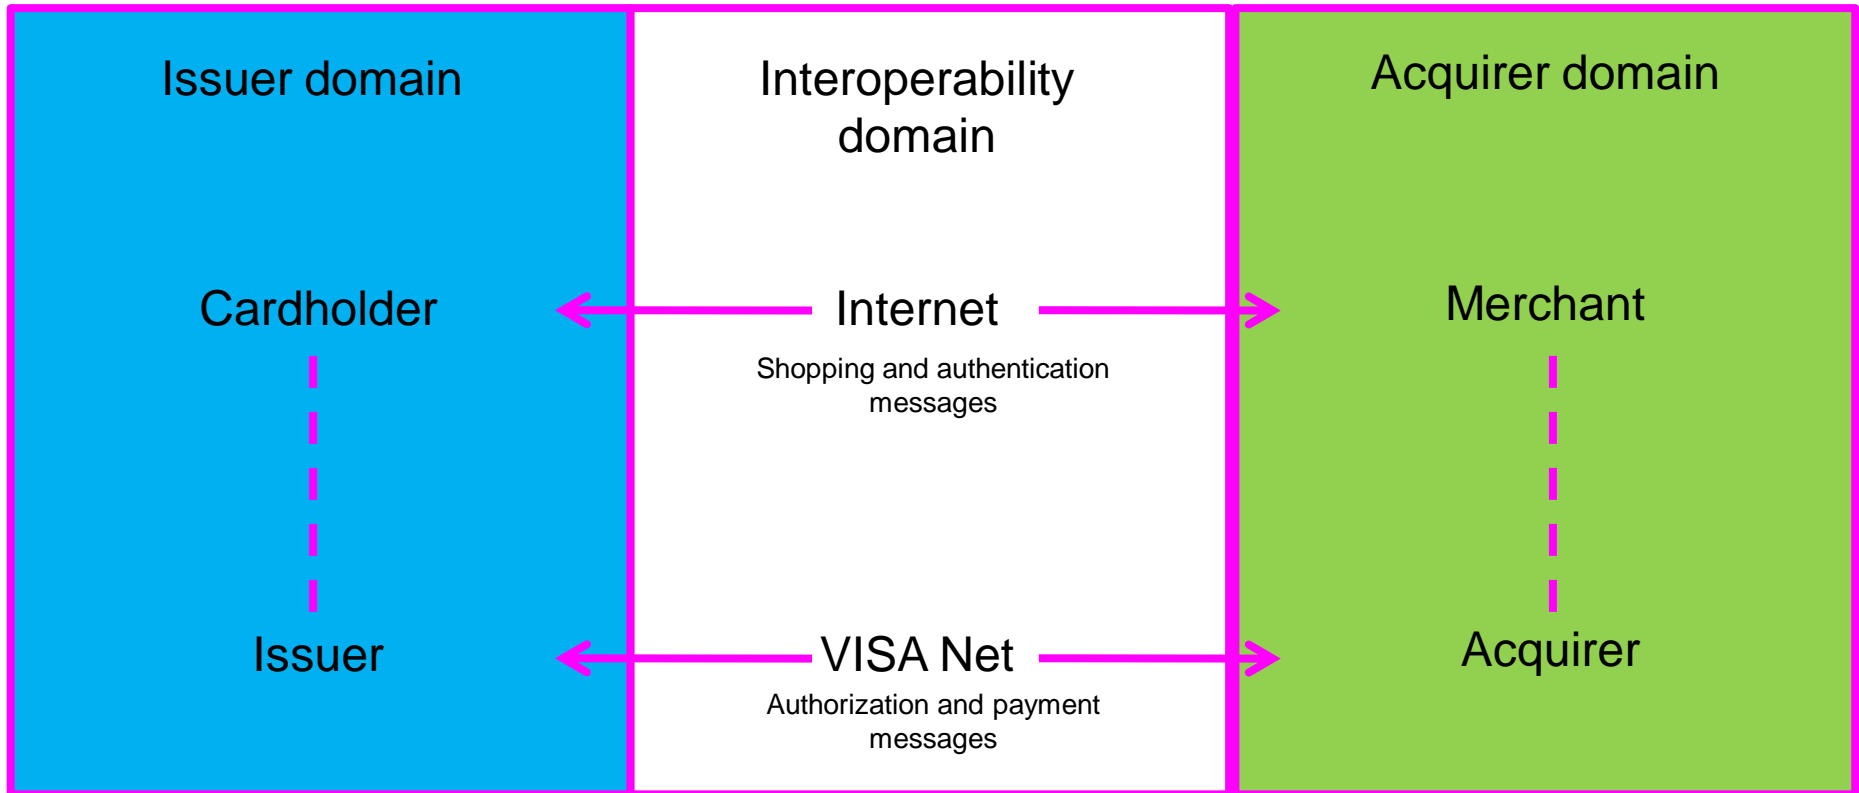 Issuer domain
Interoperability
domain
Acquirer domain
Cardholder
Internet
Merchant
Shopping and authentication
messages
Issuer
VISA Net
Acquirer
Authorization and payment
messages